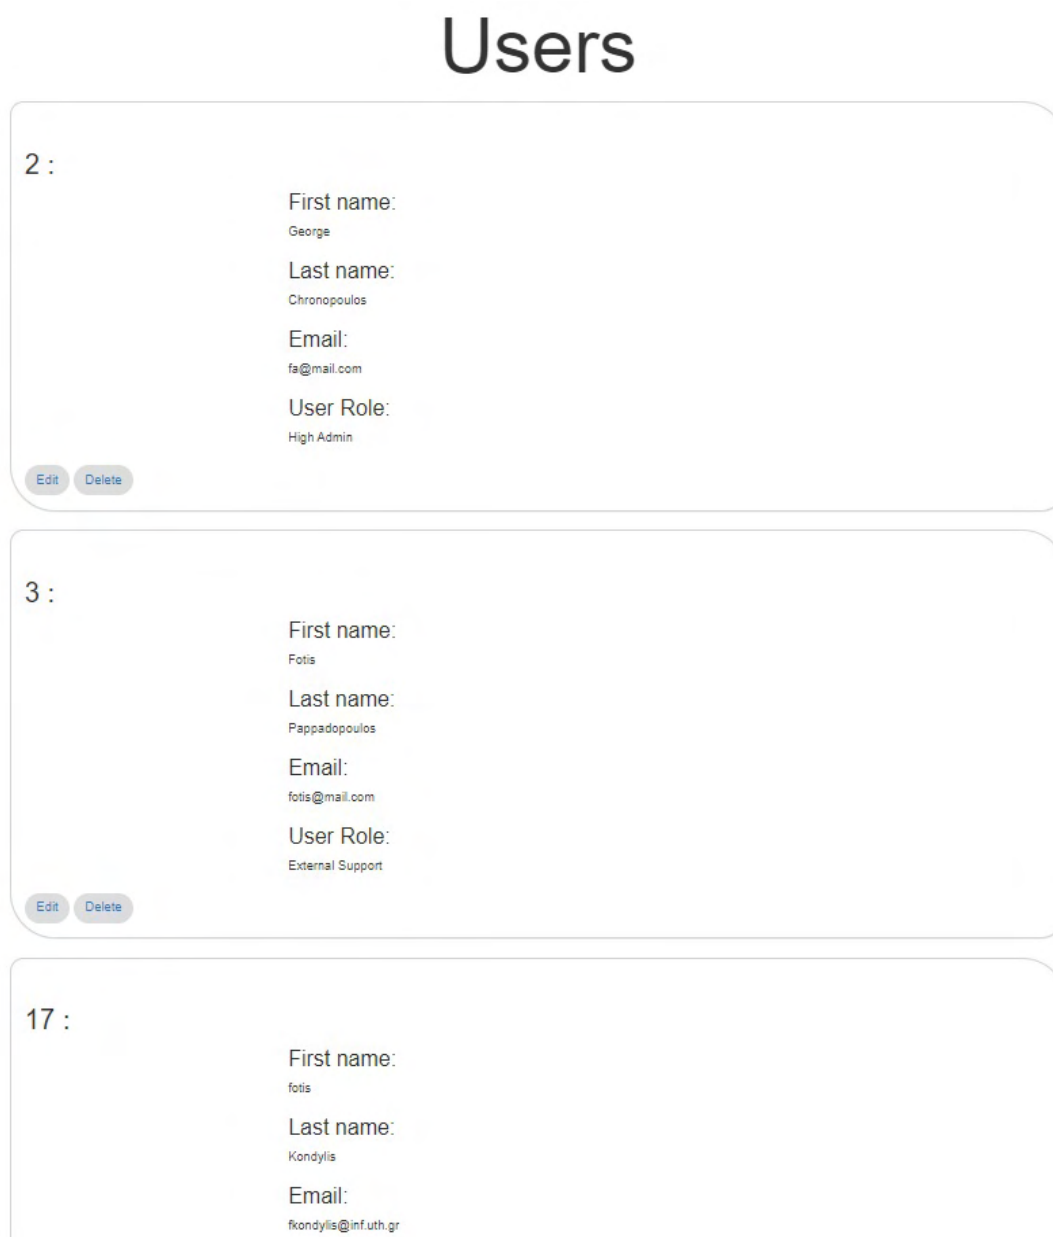 Users
2 :
First name:
George
Last name:
Chronopoulos
Email:
fa@mail.com
User Role:
High Admin
Edit Delete
3 :
First name:
Fotis
Last name:
Pappadopoulos
Email:
fotis@mail.com
User Role:
External Support
Edit Delete
17 :
First name:
fotis
Last name:
Kondylis
Email:
fkondylis@inf.uth.gr